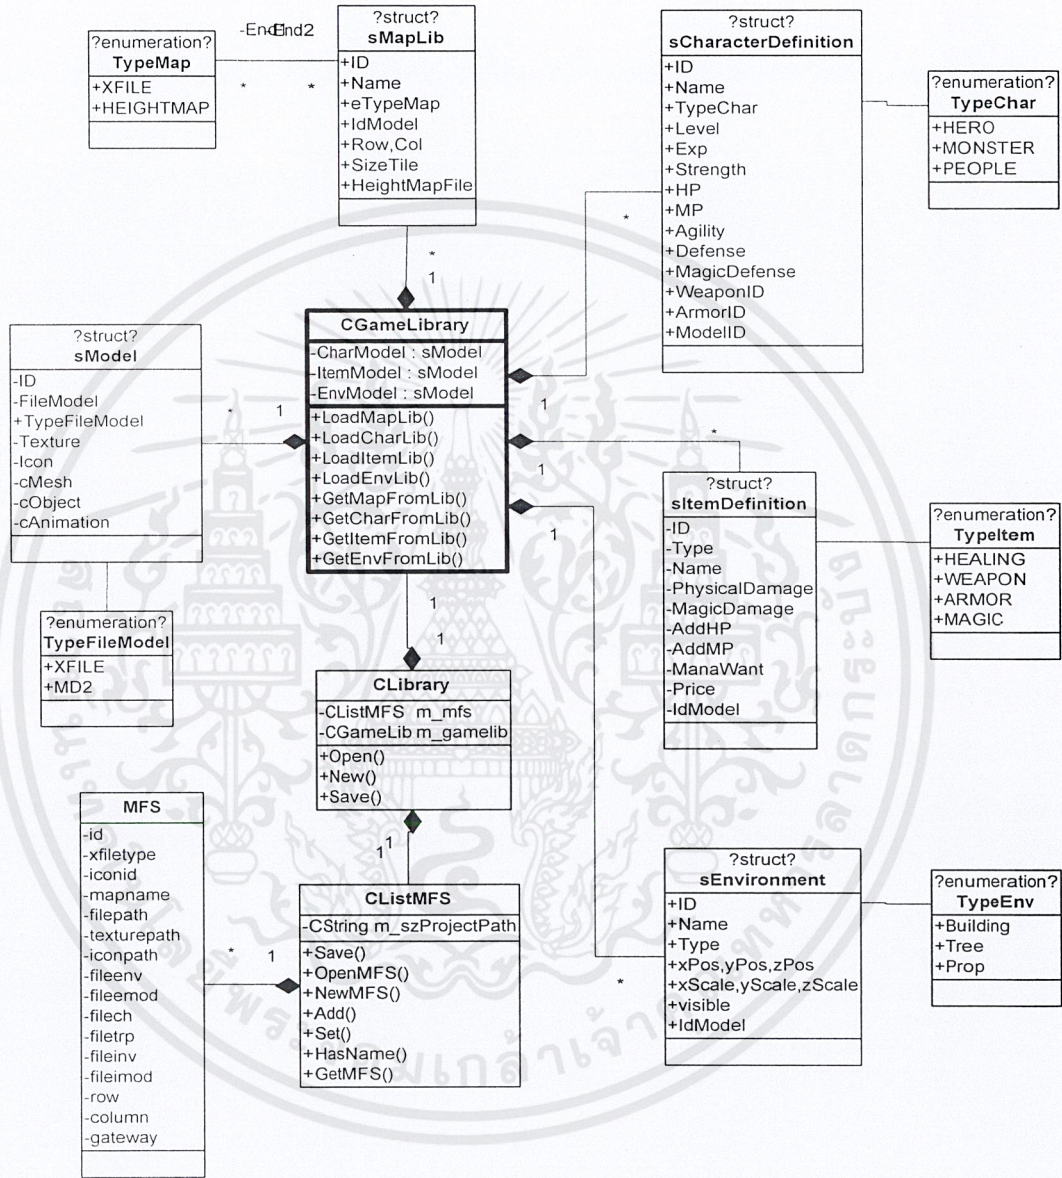 ?enumeration?
TypeMap
+XFILE
+HEIGHTMAP
-End1
-End2
*
*
?struct?
sMapLib
+ID
+Name
+eTypeMap
+IdModel
+Row,Col
+SizeTile
+HeightMapFile
?struct?
sCharacterDefinition
+ID
+Name
+TypeChar
+Level
+Exp
+Strength
+HP
+MP
+Agility
+Defense
+MagicDefense
+WeaponID
+ArmorID
+ModelID
?enumeration?
TypeChar
+HERO
+MONSTER
+PEOPLE
*
1
*
1
CGameLibrary
-CharModel : sModel
-ItemModel : sModel
-EnvModel : sModel
+LoadMapLib()
+LoadCharLib()
+LoadItemLib()
+LoadEnvLib()
+GetMapFromLib()
+GetCharFromLib()
+GetItemFromLib()
+GetEnvFromLib()
?struct?
sModel
-ID
-FileModel
+TypeFileModel
-Texture
-Icon
-cMesh
-cObject
-cAnimation
*
1
*
1
1
?enumeration?
TypeFileModel
+XFILE
+MD2
?struct?
sItemDefinition
-ID
-Type
-Name
-PhysicalDamage
-MagicDamage
-AddHP
-AddMP
-ManaWant
-Price
-IdModel
?enumeration?
TypeItem
+HEALING
+WEAPON
+ARMOR
+MAGIC
1
1
CLibrary
-CListMFS m_mfs
-CGameLib m_gamelib
+Open()
+New()
+Save()
1
1
MFS
-id
-xfiletype
-iconid
-mapname
-filepath
-texturepath
-iconpath
-fileenv
-fileemod
-filech
-filetrp
-fileinv
-fileimod
-row
-column
-gateway
*
1
CListMFS
-CString m_szProjectPath
+Save()
+OpenMFS()
+NewMFS()
+Add()
+Set()
+HasName()
+GetMFS()
*
?struct?
sEnvironment
+ID
+Name
+Type
+xPos,yPos,zPos
+xScale,yScale,zScale
+visible
+IdModel
?enumeration?
TypeEnv
+Building
+Tree
+Prop